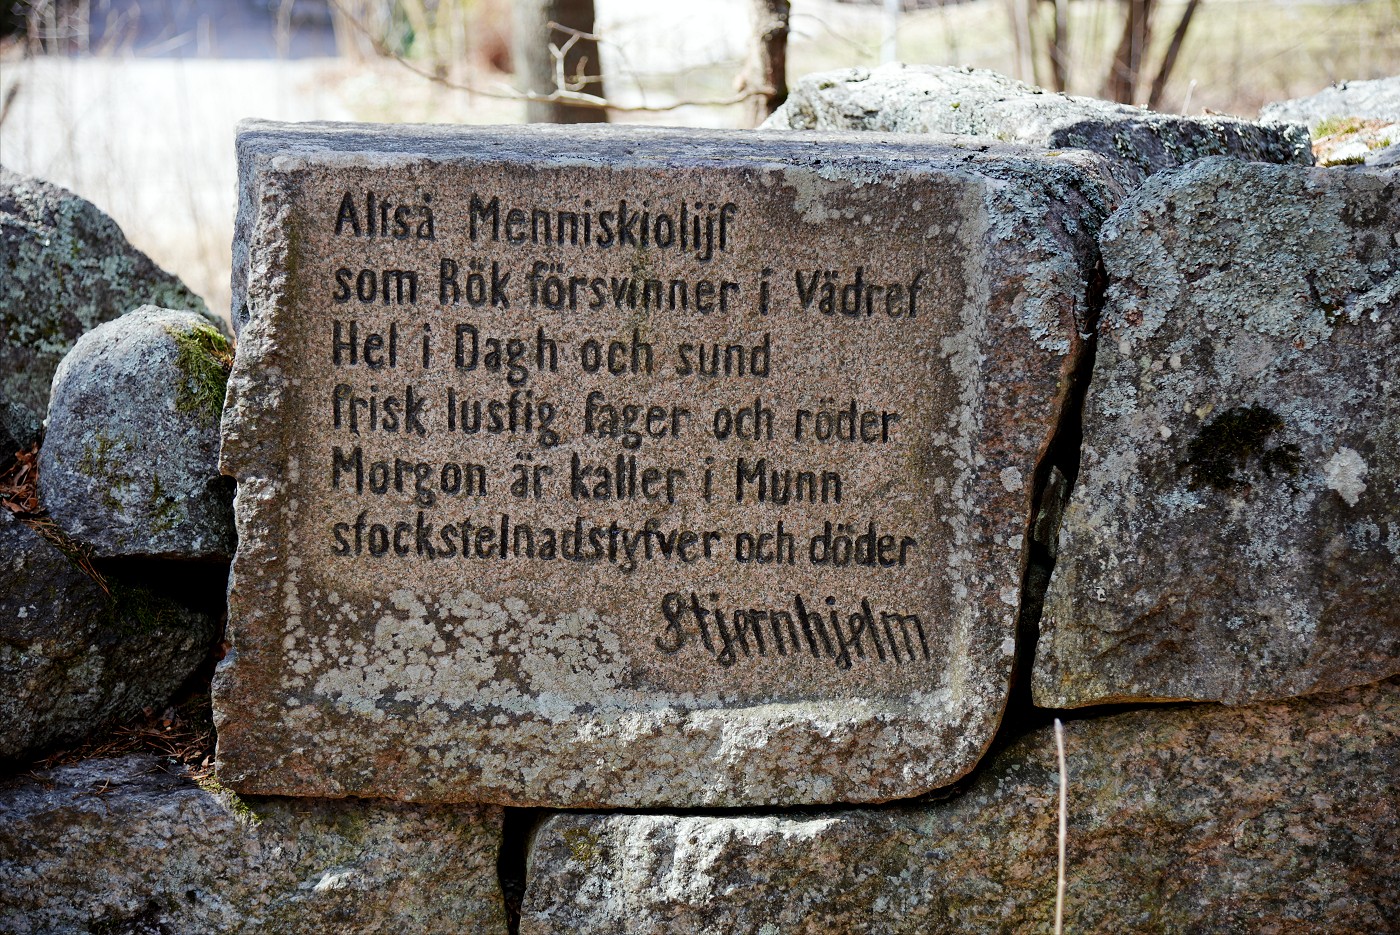 Altså Menniskiolijf
som Rök försvinner i Vädret
Hel i Dagh och sund
frisk lustig fager och röder
Morgon är kaller i Munn
stockstelnadstyfver och döder
Stjernhjelm